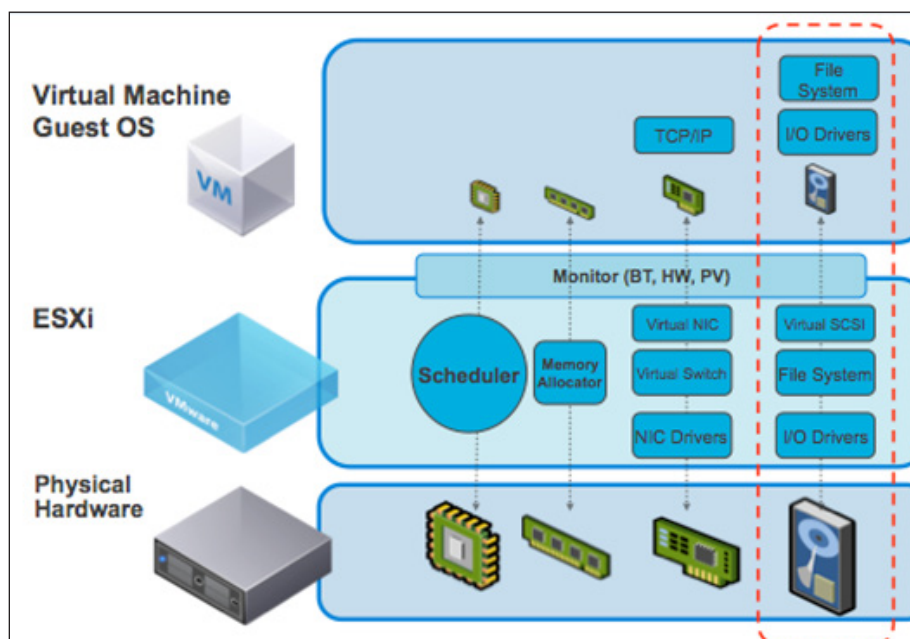 Virtual Machine
Guest OS
VM
File
System
I/O Drivers
TCP/IP
Monitor (BT, HW, PV)
ESXi
VMware
Scheduler
Memory
Allocator
Virtual NIC
Virtual Switch
NIC Drivers
Virtual SCSI
File System
I/O Drivers
Physical
Hardware